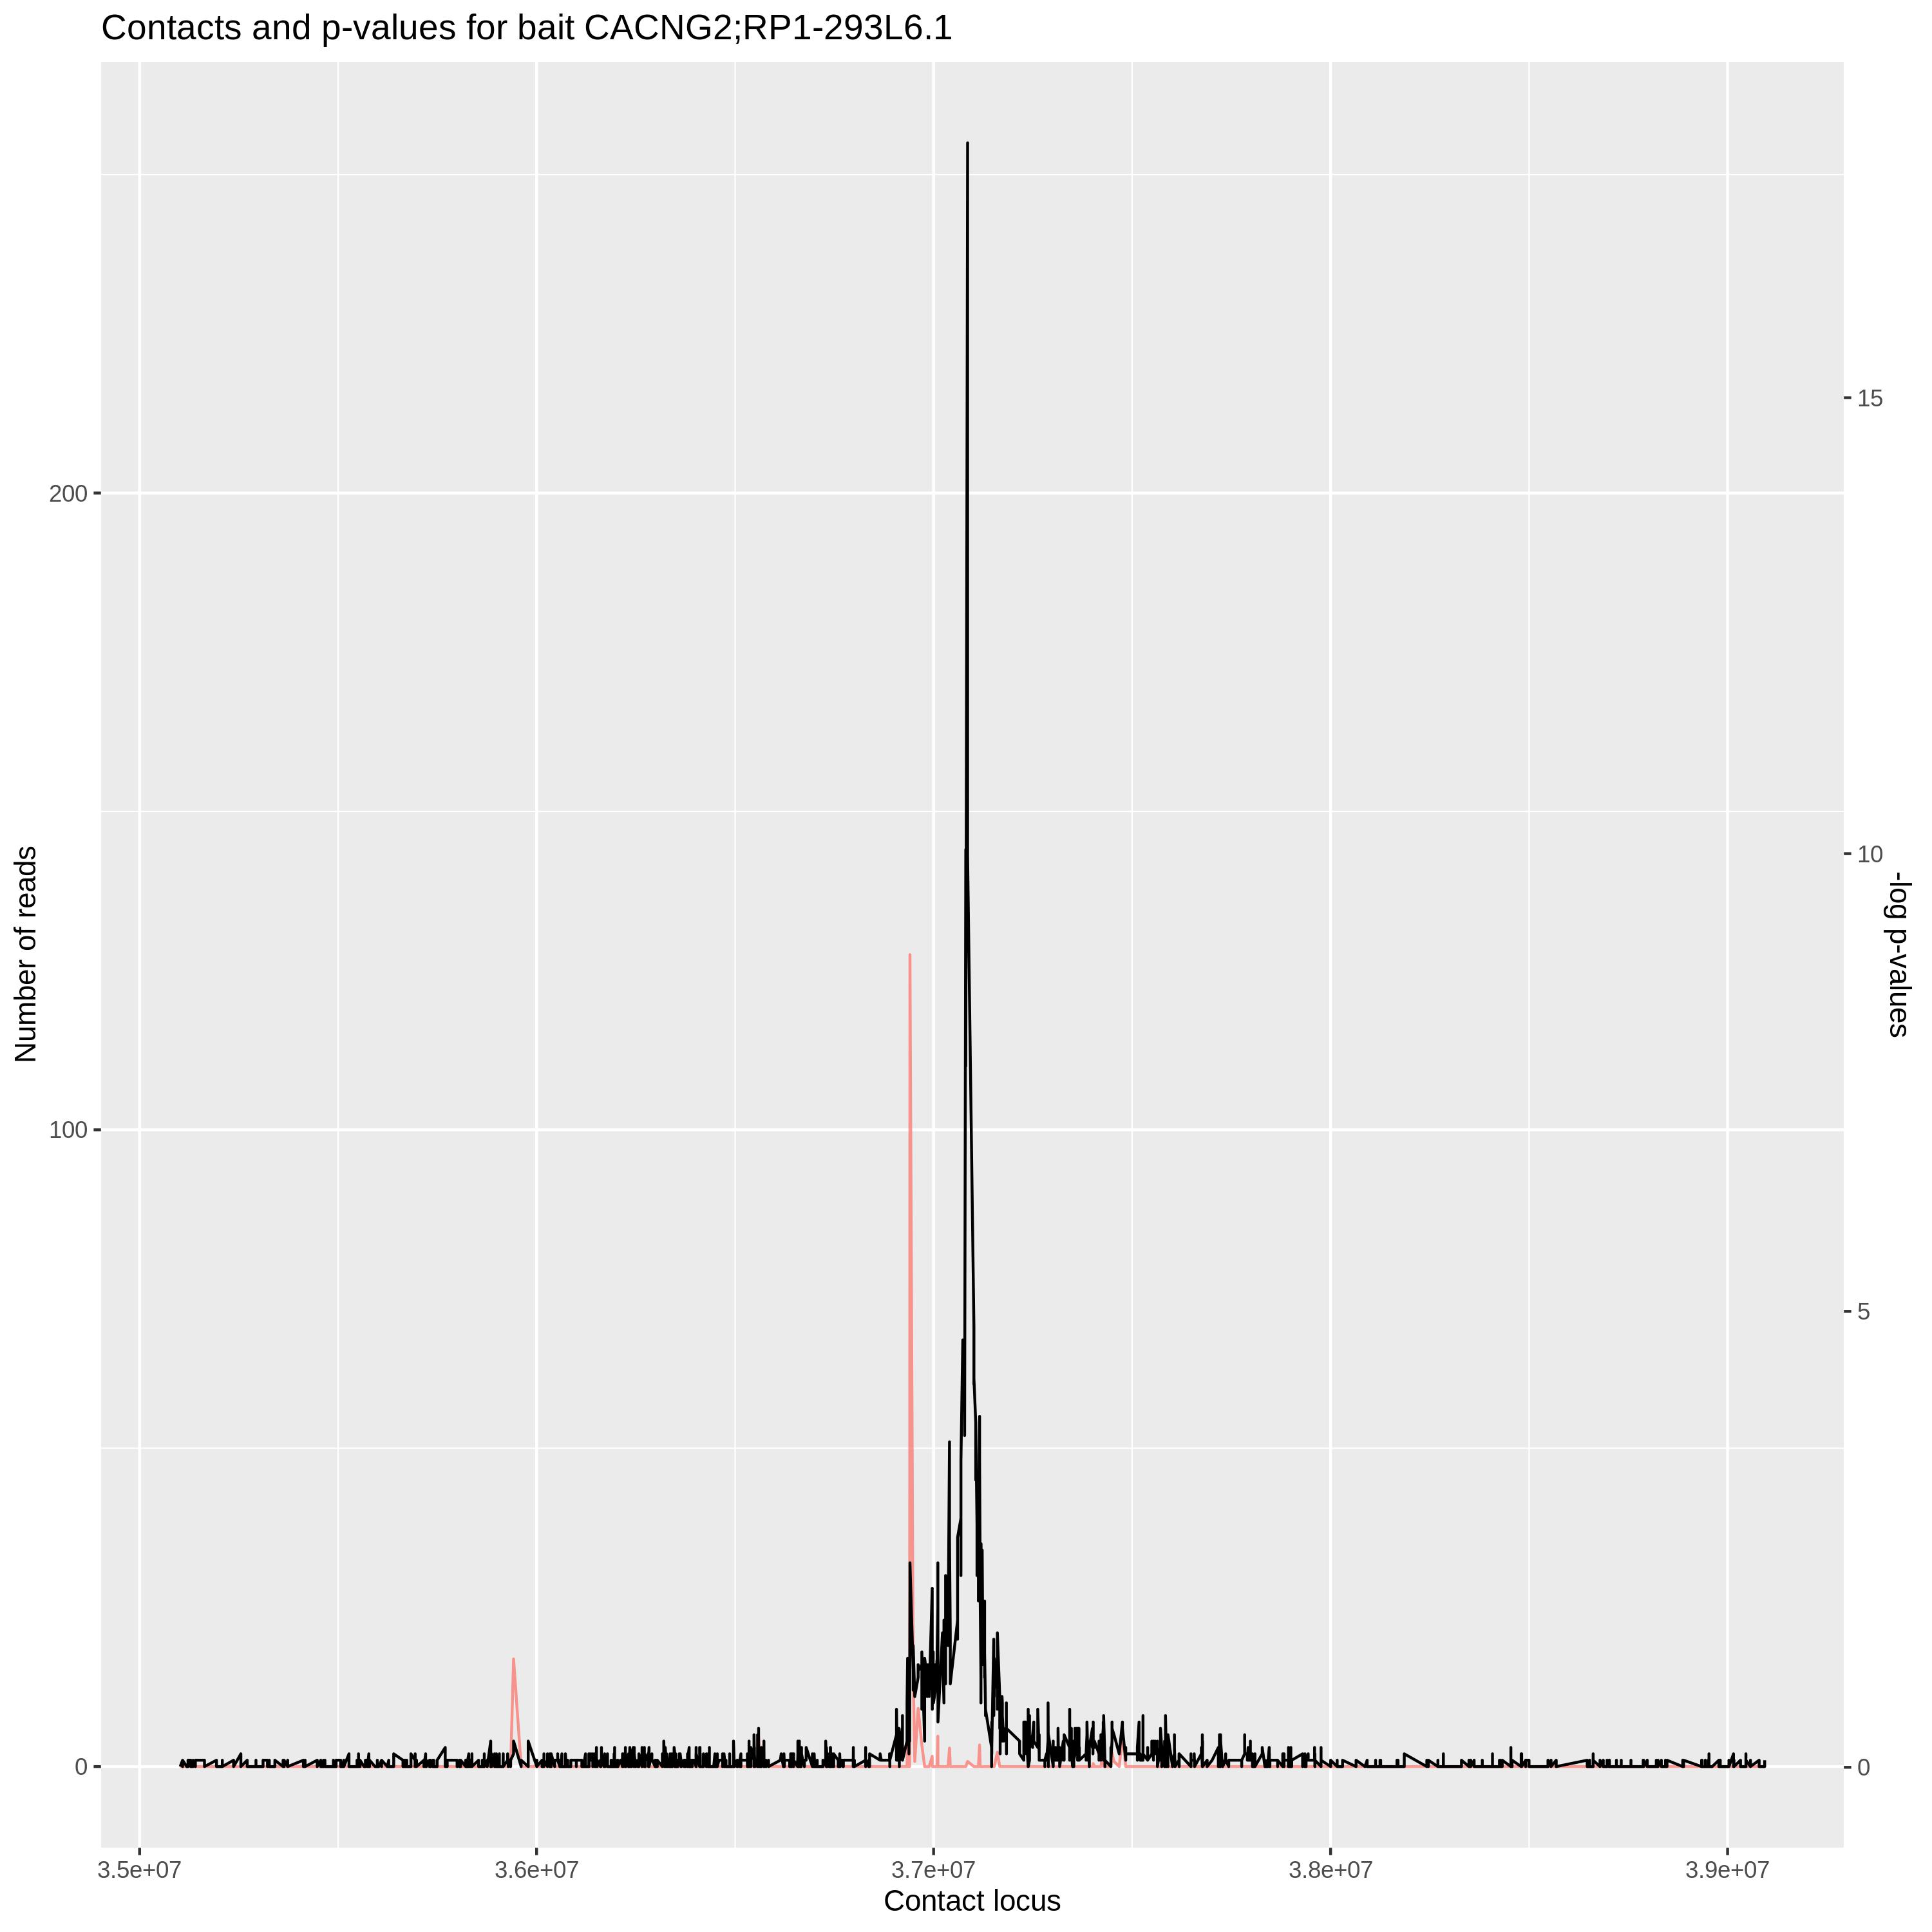 Contacts and p-values for bait CACNG2;RP1-293L6.1
Number of reads
200
100
0
15
10
5
0
-log p-values
3.5e+07 3.6e+07 3.7e+07 3.8e+07 3.9e+07
Contact locus